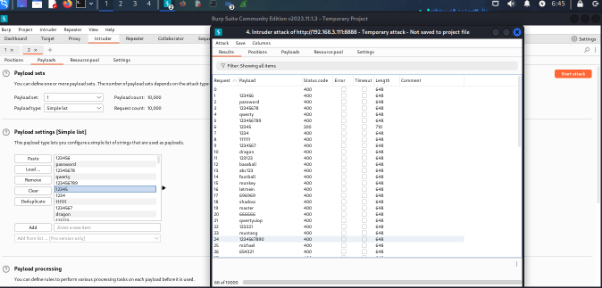 1 2 3 4
6:45
Burp Suite Community Edition v2023.11.1.3 - Temporary Project
Burp Project Intruder Repeater View Help
Dashboard Target Proxy Intruder Repeater Collaborator Settings
1 × 2 × +
Positions Payloads Resource pool Settings
Payload sets
Start attack
You can define one or more payload sets. The number of payload sets depends on the attack type
Payload set: 1 Payload count: 10,000
Payload type: Simple list Request count: 10,000
Payload settings [Simple list]
This payload type lets you configure a simple list of strings that are used as payloads.
Paste
Load...
Remove
Clear
Deduplicate
123456
password
12345678
qwerty
123456789
12345
1234
111111
1234567
dragon
Add Enter a new item
Add from list ... [Pro version only]
Payload processing
You can define rules to perform various processing tasks on each payload before it is used.
4. Intruder attack of http://192.168.3.111:8888 - Temporary attack - Not saved to project file
Attack Save Columns
Results Positions Payloads Resource pool Settings
Filter: Showing all items
Request Payload Status code Error Timeout Length Comment
0 400 648
1 123456 400 648
2 password 400 648
3 12345678 400 648
4 qwerty 400 648
5 123456789 400 648
6 12345 648
7 1234 400 648
8 111111 400 648
9 1234567 400 648
10 dragon 400 648
11 123123 400 648
12 baseball 400 648
13 abc123 400 648
14 football 400 648
15 monkey 400 648
16 letmein 400 648
17 696969 400 648
18 shadow 400 648
19 master 400 648
20 666666 400 648
21 qwertyuiop 400 648
22 123321 400 648
23 mustang 400 648
24 1234567890 400 648
25 michael 400 648
26 654321 400 648
of 10000